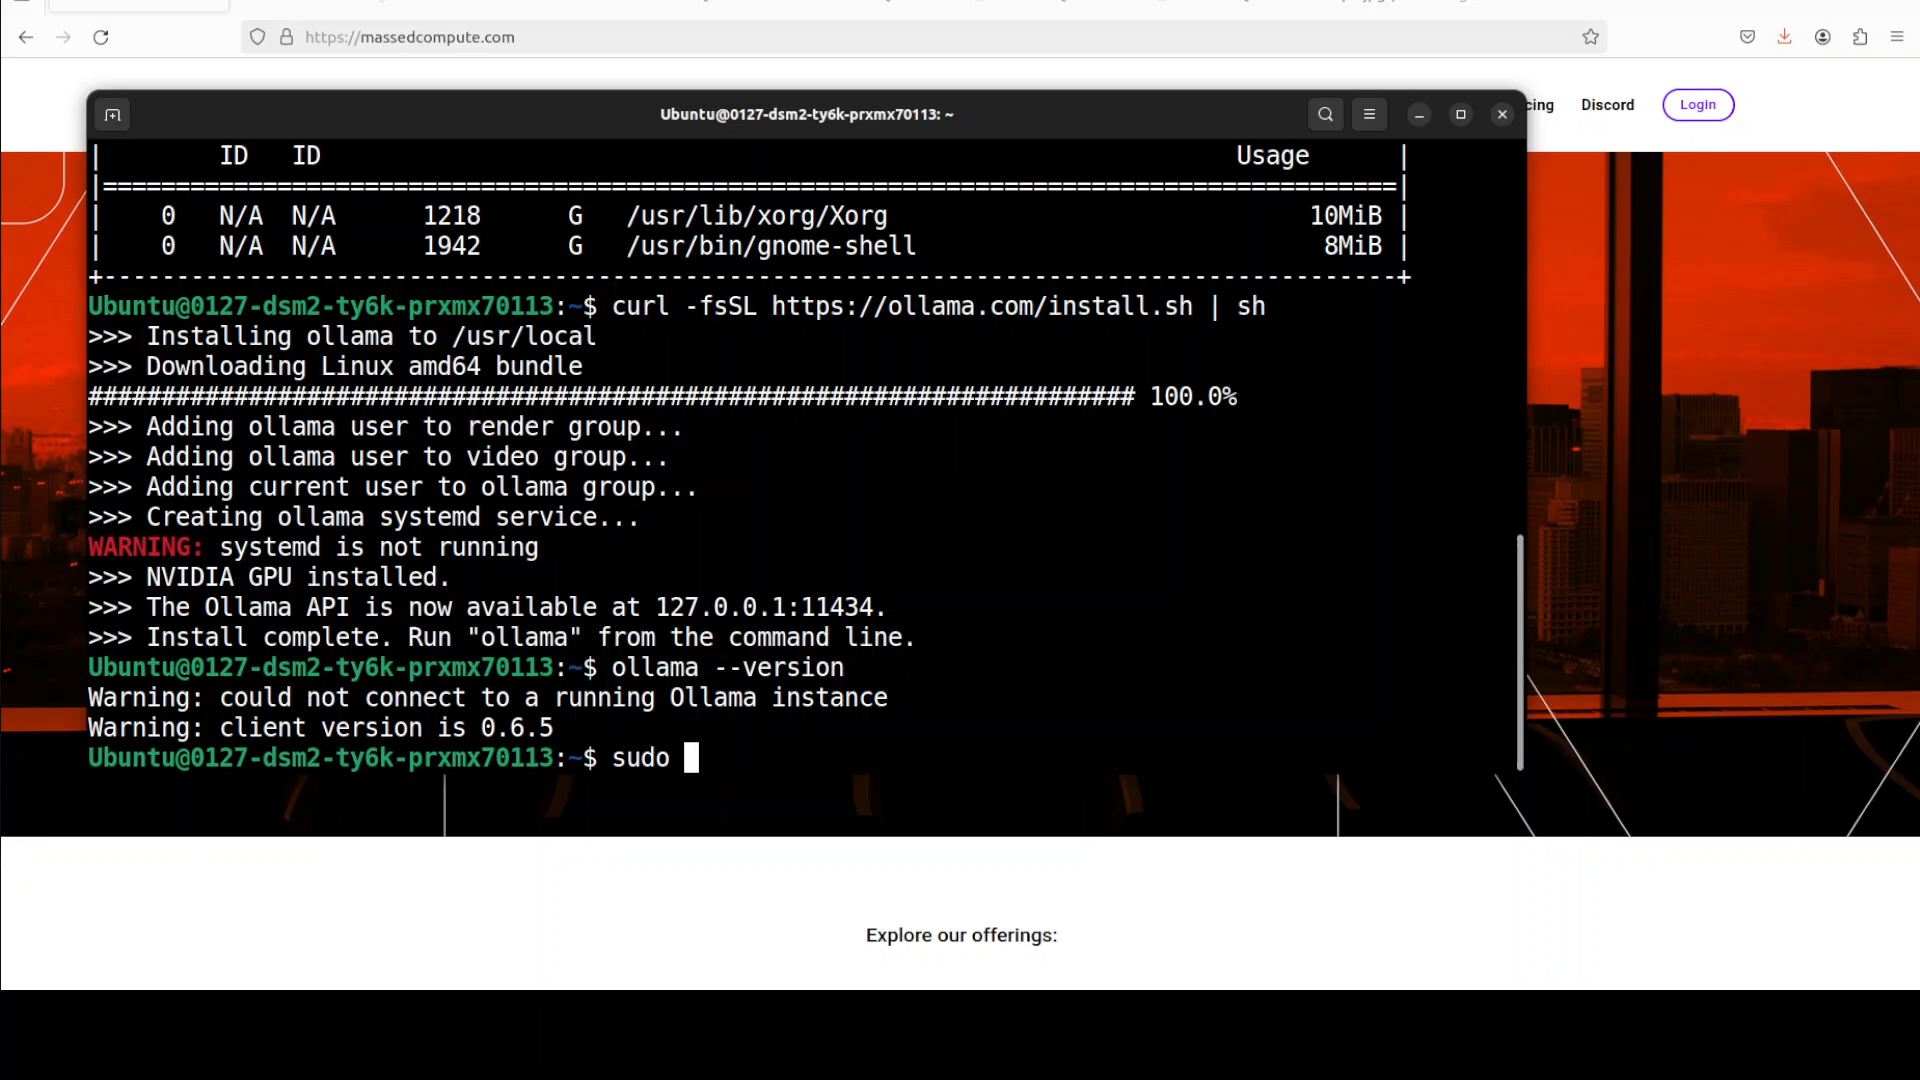 https://massedcompute.com
cing Discord Login
Ubuntu@0127-dsm2-ty6k-prxmx70113: ~
| ID ID Usage |
|=========================================================================================|
| 0 N/A N/A 1218 G /usr/lib/xorg/Xorg 10MiB |
| 0 N/A N/A 1942 G /usr/bin/gnome-shell 8MiB |
+-----------------------------------------------------------------------------------------+
Ubuntu@0127-dsm2-ty6k-prxmx70113:~$ curl -fsSL https://ollama.com/install.sh | sh
>>> Installing ollama to /usr/local
>>> Downloading Linux amd64 bundle
######################################################################## 100.0%
>>> Adding ollama user to render group...
>>> Adding ollama user to video group...
>>> Adding current user to ollama group...
>>> Creating ollama systemd service...
WARNING: systemd is not running
>>> NVIDIA GPU installed.
>>> The Ollama API is now available at 127.0.0.1:11434.
>>> Install complete. Run "ollama" from the command line.
Ubuntu@0127-dsm2-ty6k-prxmx70113:~$ ollama --version
Warning: could not connect to a running Ollama instance
Warning: client version is 0.6.5
Ubuntu@0127-dsm2-ty6k-prxmx70113:~$ sudo
Explore our offerings: